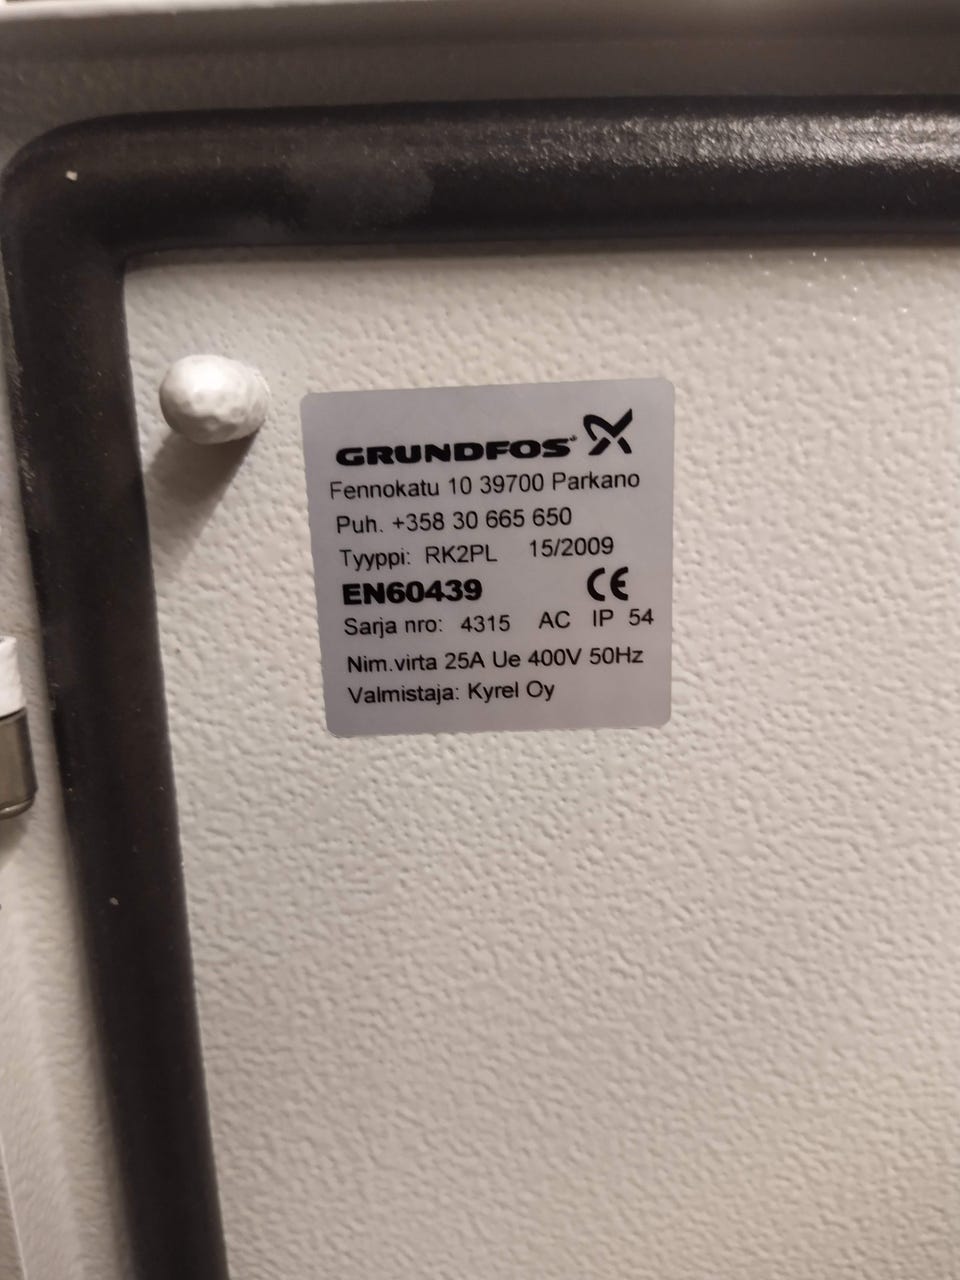 GRUNDFOS
Fennokatu 10 39700 Parkano
Puh. +358 30 665 650
Tyyppi: RK2PL 15/2009
EN60439 CE
Sarja nro: 4315 AC IP 54
Nim.virta 25A Ue 400V 50Hz
Valmistaja: Kyrel Oy